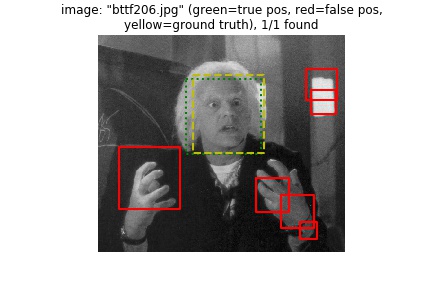 image: "bttf206.jpg" (green=true pos, red=false pos,
yellow=ground truth), 1/1 found